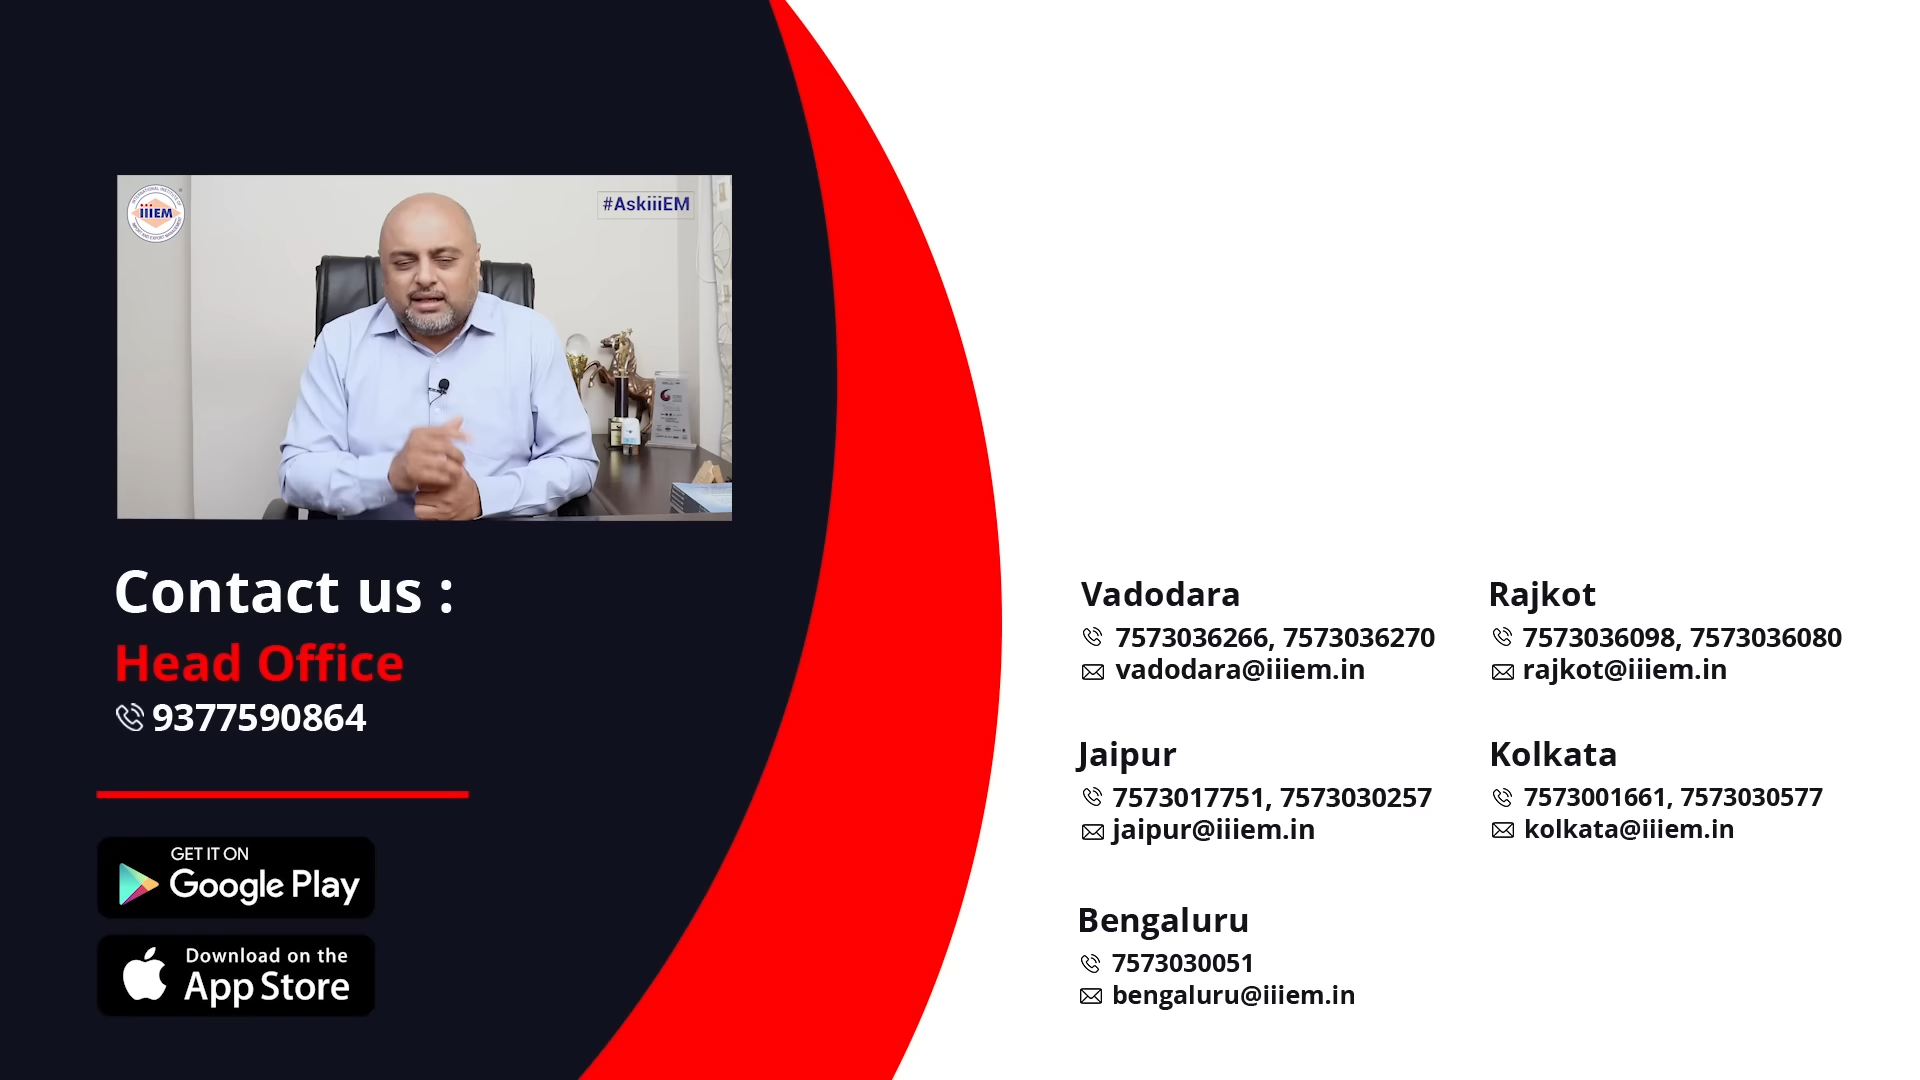 iiiEM
#AskiiiEM
Contact us :
Head Office
9377590864
GET IT ON
Google Play
Download on the
App Store
Vadodara
7573036266, 7573036270
vadodara@iiiem.in
Rajkot
7573036098, 7573036080
rajkot@iiiem.in
Jaipur
7573017751, 7573030257
jaipur@iiiem.in
Kolkata
7573001661, 7573030577
kolkata@iiiem.in
Bengaluru
7573030051
bengaluru@iiiem.in